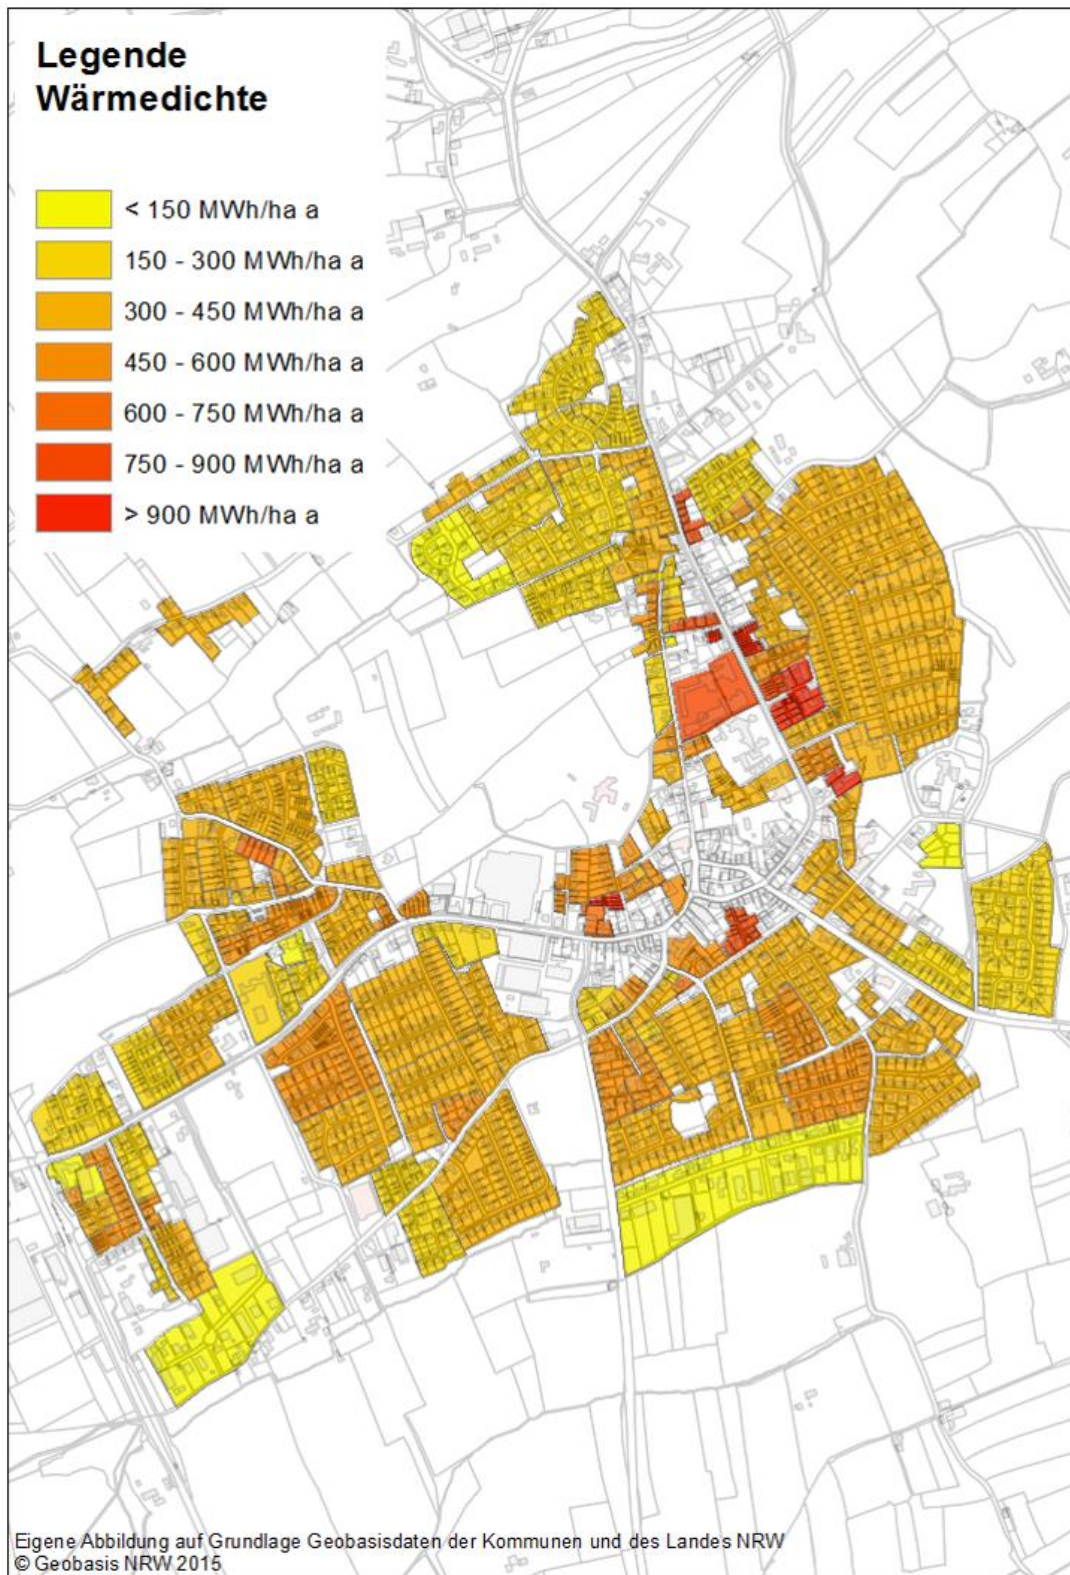 Legende
Wärmedichte
< 150 MWh/ha a
150 - 300 MWh/ha a
300 - 450 MWh/ha a
450 - 600 MWh/ha a
600 - 750 MWh/ha a
750 - 900 MWh/ha a
> 900 MWh/ha a
Eigene Abbildung auf Grundlage Geobasisdaten der Kommunen und des Landes NRW
© Geobasis NRW 2015